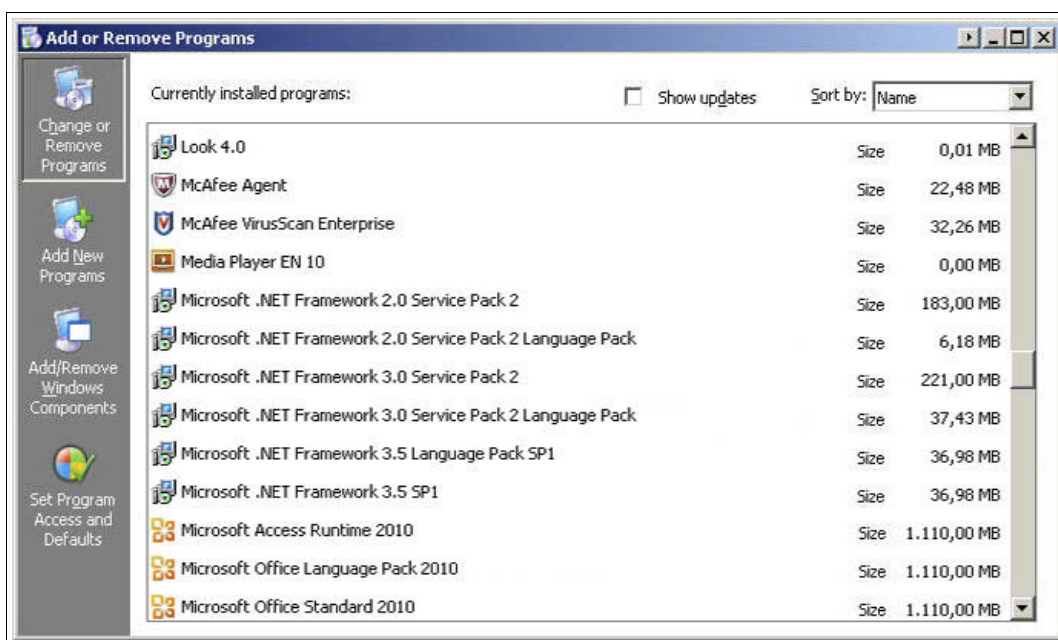 Add or Remove Programs
Change or
Remove
Programs
Add New
Programs
Add/Remove
Windows
Components
Set Program
Access and
Defaults
Currently installed programs:
Show updates
Sort by: Name
Look 4.0 Size 0,01 MB
McAfee Agent Size 22,48 MB
McAfee VirusScan Enterprise Size 32,26 MB
Media Player EN 10 Size 0,00 MB
Microsoft .NET Framework 2.0 Service Pack 2 Size 183,00 MB
Microsoft .NET Framework 2.0 Service Pack 2 Language Pack Size 6,18 MB
Microsoft .NET Framework 3.0 Service Pack 2 Size 221,00 MB
Microsoft .NET Framework 3.0 Service Pack 2 Language Pack Size 37,43 MB
Microsoft .NET Framework 3.5 Language Pack SP1 Size 36,98 MB
Microsoft .NET Framework 3.5 SP1 Size 36,98 MB
Microsoft Access Runtime 2010 Size 1.110,00 MB
Microsoft Office Language Pack 2010 Size 1.110,00 MB
Microsoft Office Standard 2010 Size 1.110,00 MB